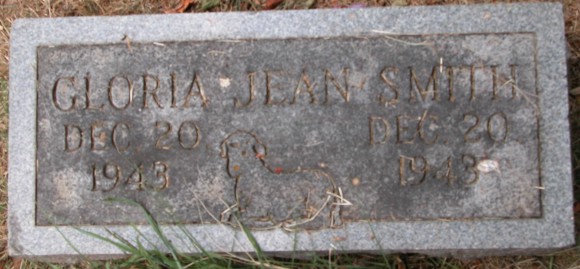 GLORIA JEAN SMITH
DEC. 20 DEC. 20
1943 1943